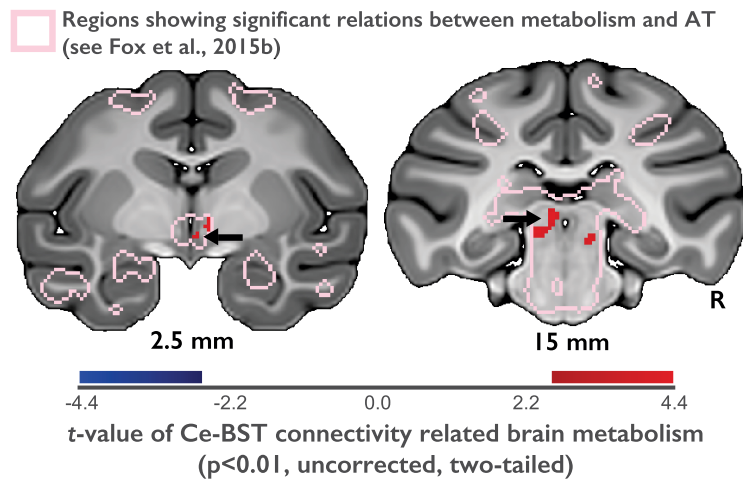 Regions showing significant relations between metabolism and AT
(see Fox et al., 2015b)
R
2.5 mm
15 mm
-4.4
-2.2
0.0
2.2
4.4
t-value of Ce-BST connectivity related brain metabolism
(p<0.01, uncorrected, two-tailed)